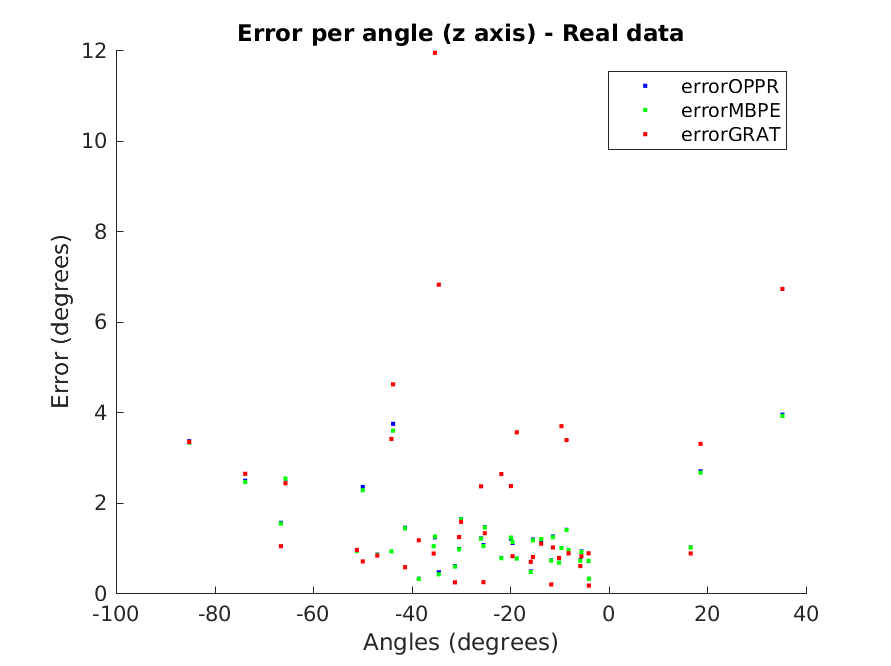 Error per angle (z axis) - Real data
12
10
8
6
4
2
0
Error (degrees)
errorOPPR
errorMBPE
errorGRAT
-100 -80 -60 -40 -20 0 20 40
Angles (degrees)